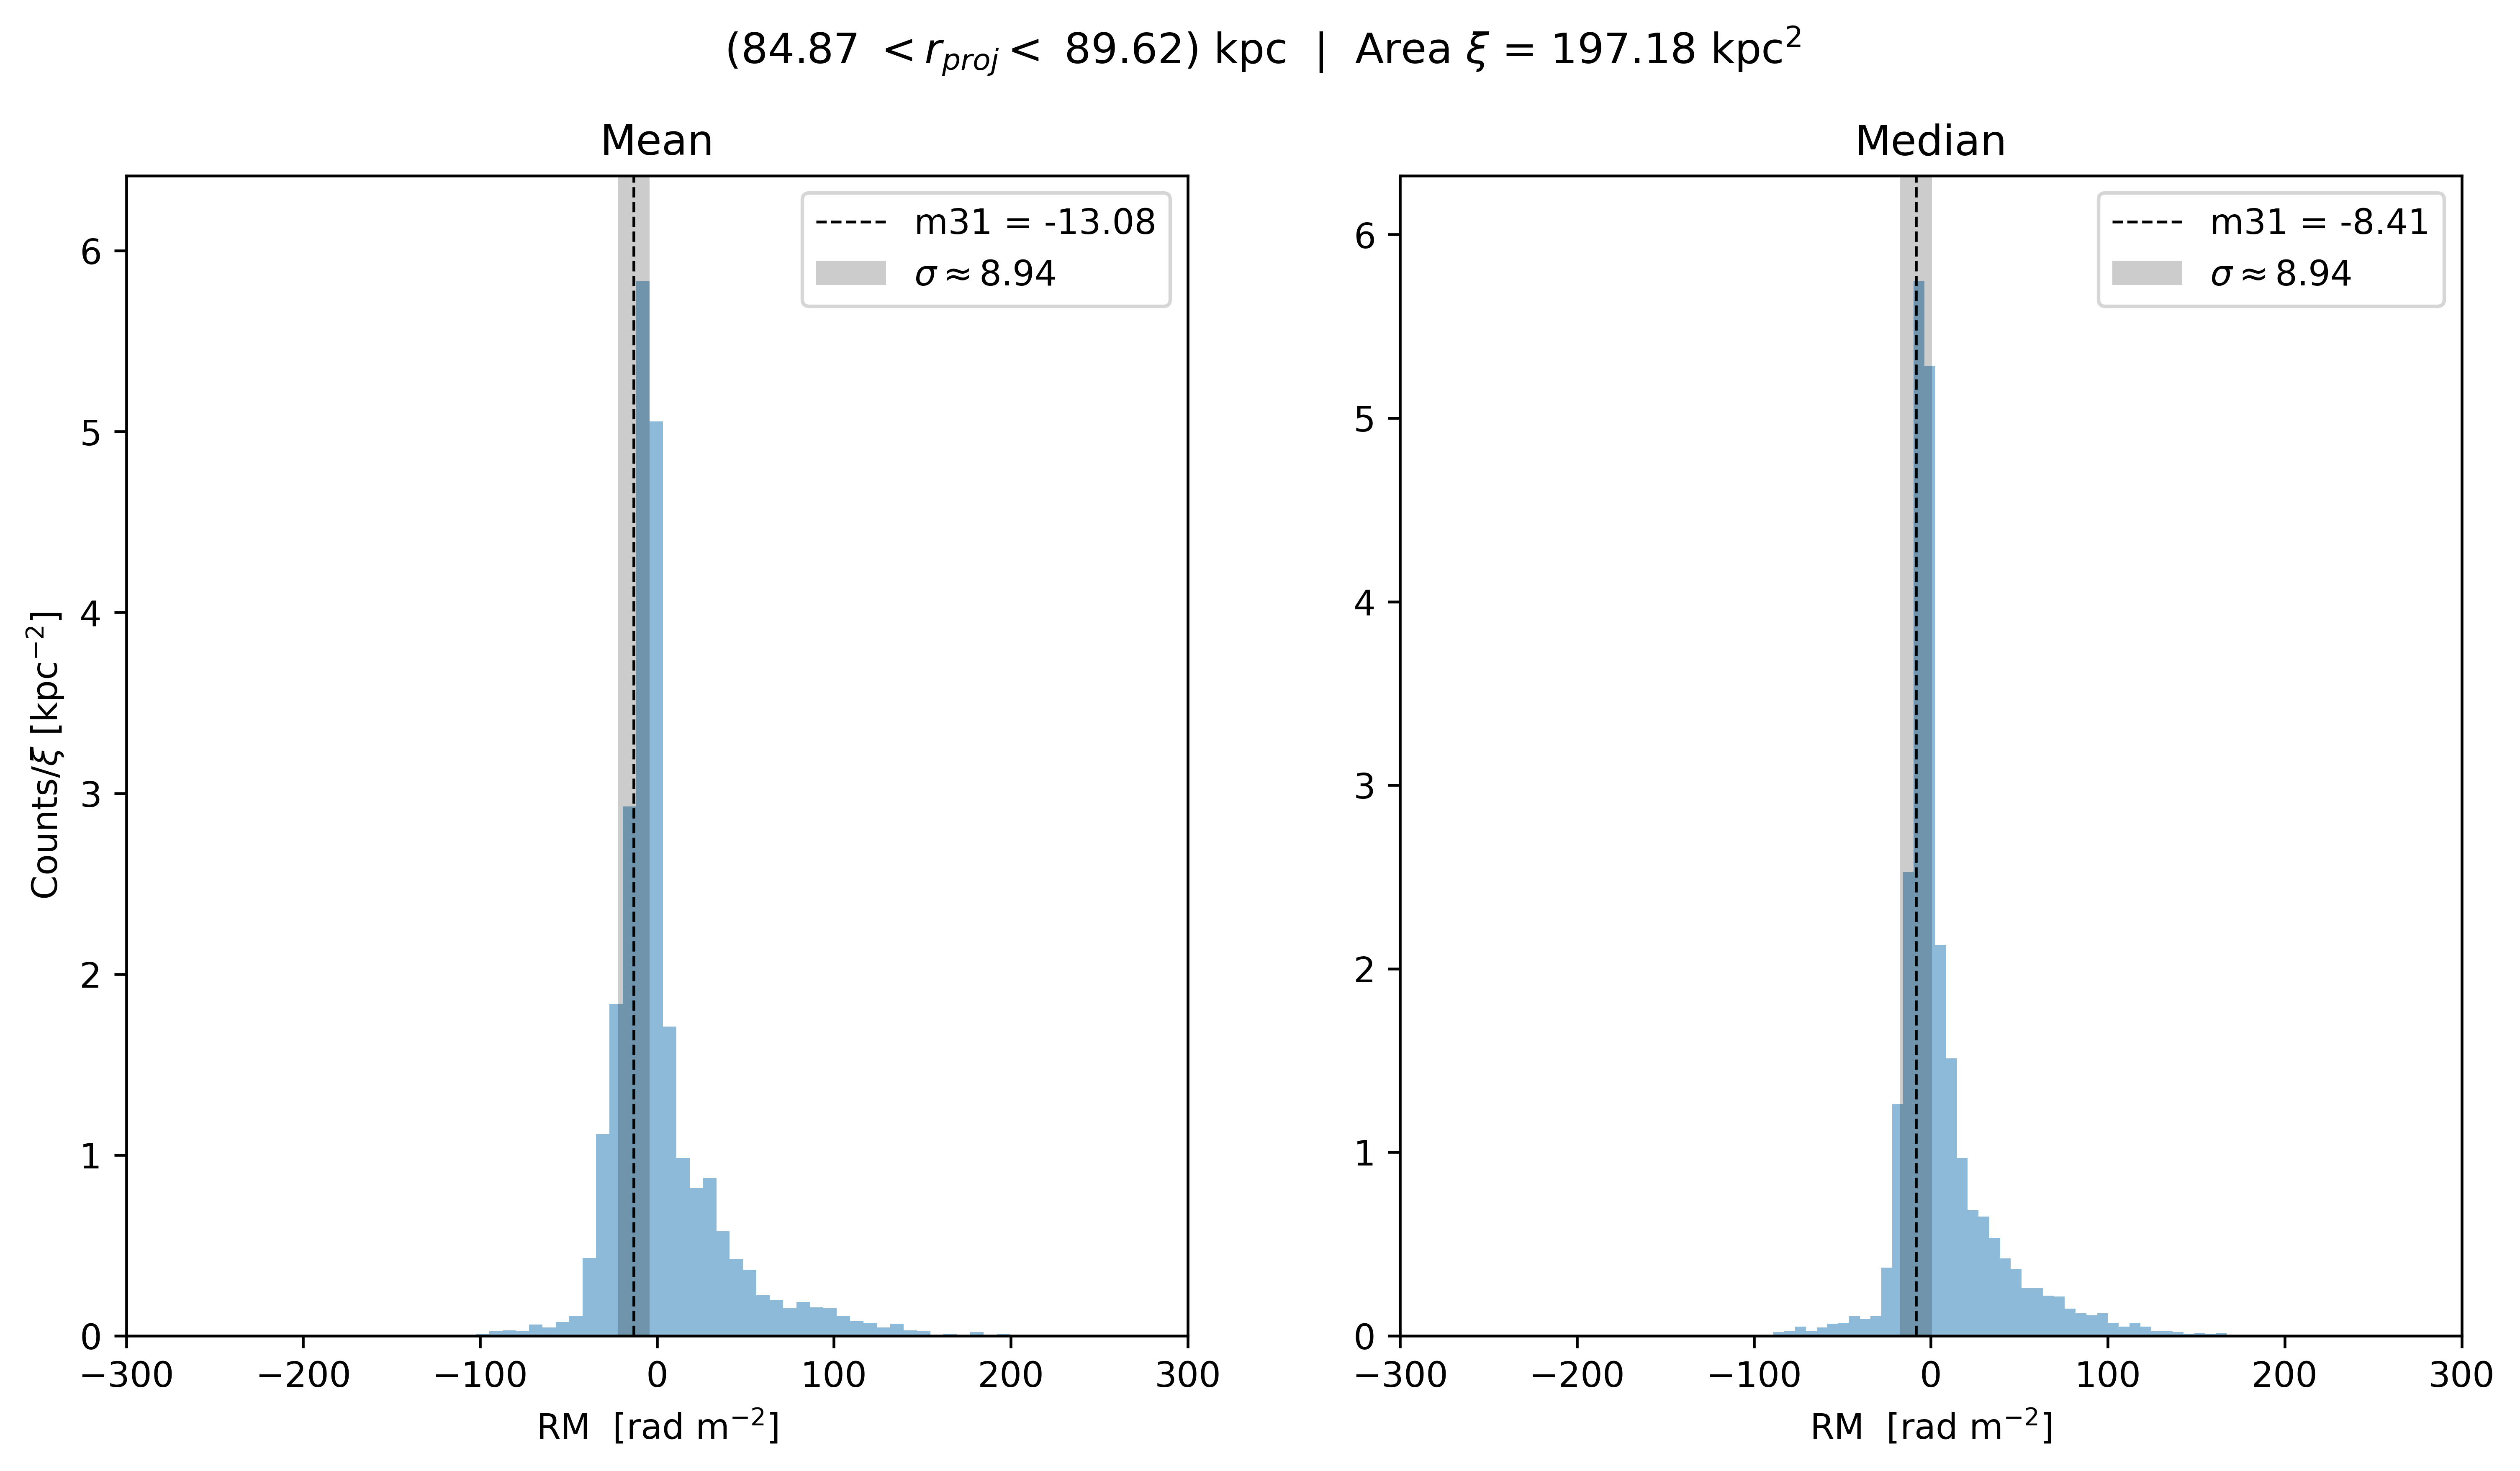 (84.87 < r_proj < 89.62) kpc | Area ξ = 197.18 kpc²
Mean
m31 = -13.08
σ ≈ 8.94
6
5
4
3
2
1
0
Counts/ξ [kpc⁻²]
−300 −200 −100 0 100 200 300
RM [rad m⁻²]
Median
m31 = -8.41
σ ≈ 8.94
6
5
4
3
2
1
0
−300 −200 −100 0 100 200 300
RM [rad m⁻²]